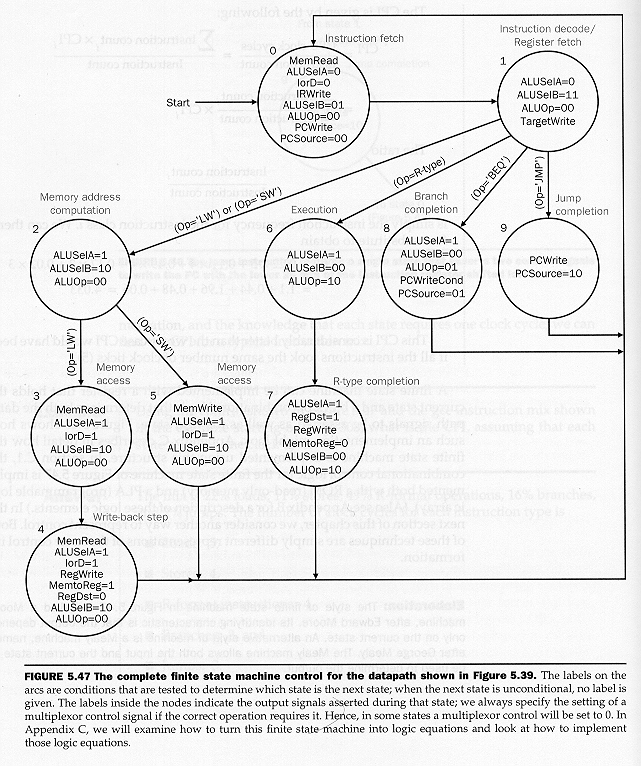 Instruction fetch
0
MemRead
ALUSelA=0
IorD=0
IRWrite
ALUSelB=01
ALUOp=00
PCWrite
PCSource=00
Start
Instruction decode/
Register fetch
1
ALUSelA=0
ALUSelB=11
ALUOp=00
TargetWrite
(Op='LW') or (Op='SW')
(Op=R-type)
(Op='BEQ')
(Op='JMP')
Memory address
computation
2
ALUSelA=1
ALUSelB=10
ALUOp=00
Execution
6
ALUSelA=1
ALUSelB=00
ALUOp=10
Branch
completion
8
ALUSelA=1
ALUSelB=00
ALUOp=01
PCWriteCond
PCSource=01
Jump
completion
9
PCWrite
PCSource=10
(Op='LW')
(Op='SW')
Memory
access
3
MemRead
ALUSelA=1
IorD=1
ALUSelB=10
ALUOp=00
Memory
access
5
MemWrite
ALUSelA=1
IorD=1
ALUSelB=10
ALUOp=00
R-type completion
7
ALUSelA=1
RegDst=1
RegWrite
MemtoReg=0
ALUSelB=00
ALUOp=10
Write-back step
4
MemRead
ALUSelA=1
IorD=1
RegWrite
MemtoReg=1
RegDst=0
ALUSelB=10
ALUOp=00
FIGURE 5.47 The complete finite state machine control for the datapath shown in Figure 5.39. The labels on the
arcs are conditions that are tested to determine which state is the next state; when the next state is unconditional, no label is
given. The labels inside the nodes indicate the output signals asserted during that state; we always specify the setting of a
multiplexor control signal if the correct operation requires it. Hence, in some states a multiplexor control will be set to 0. In
Appendix C, we will examine how to turn this finite state machine into logic equations and look at how to implement
those logic equations.